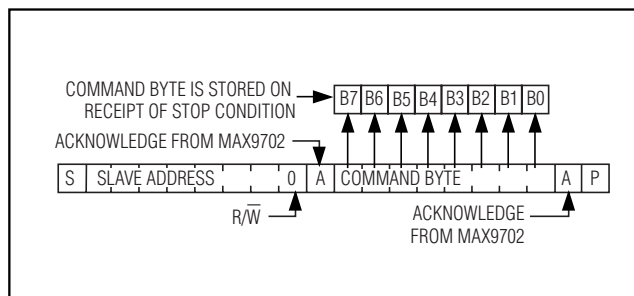 COMMAND BYTE IS STORED ON
RECEIPT OF STOP CONDITION
B7 B6 B5 B4 B3 B2 B1 B0
ACKNOWLEDGE FROM MAX9702
S SLAVE ADDRESS 0 A COMMAND BYTE A P
R/W̅
ACKNOWLEDGE
FROM MAX9702